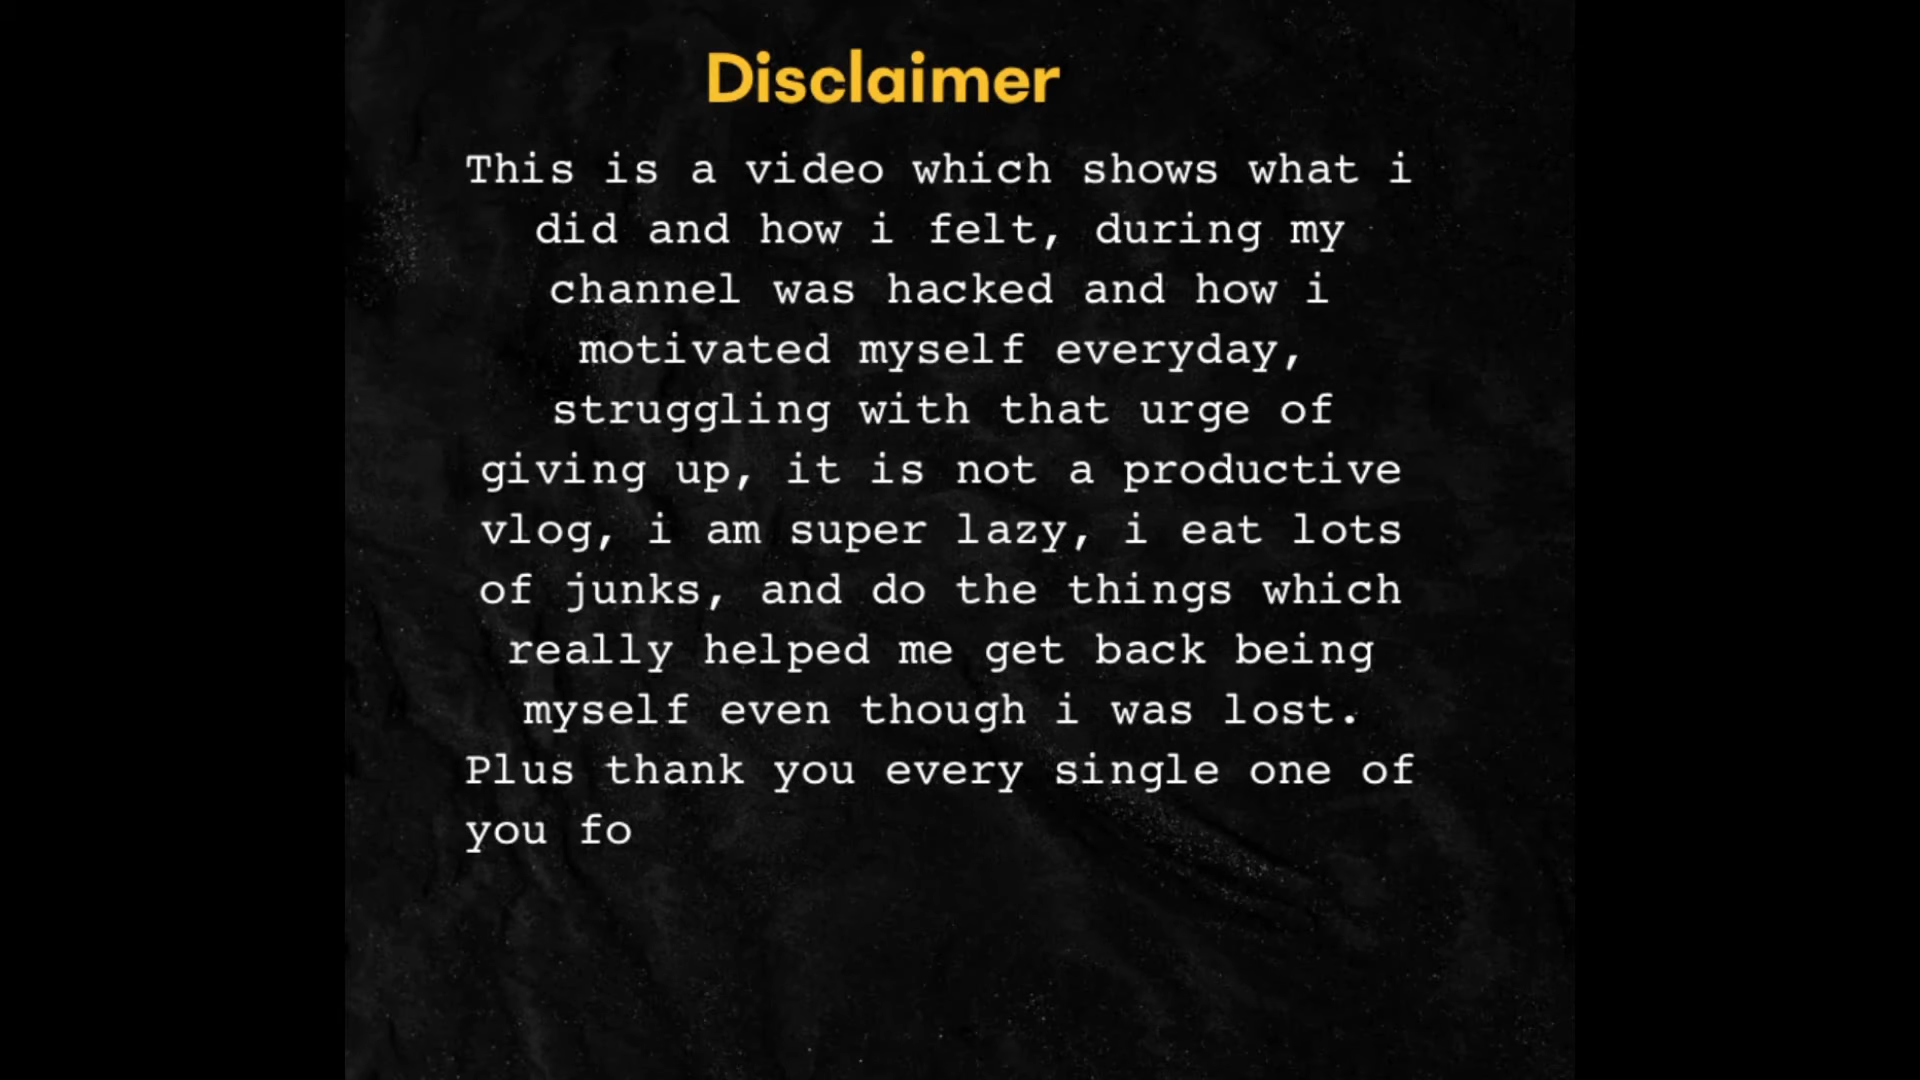 Disclaimer
This is a video which shows what i
did and how i felt, during my
channel was hacked and how i
motivated myself everyday,
struggling with that urge of
giving up, it is not a productive
vlog, i am super lazy, i eat lots
of junks, and do the things which
really helped me get back being
myself even though i was lost.
Plus thank you every single one of
you fo